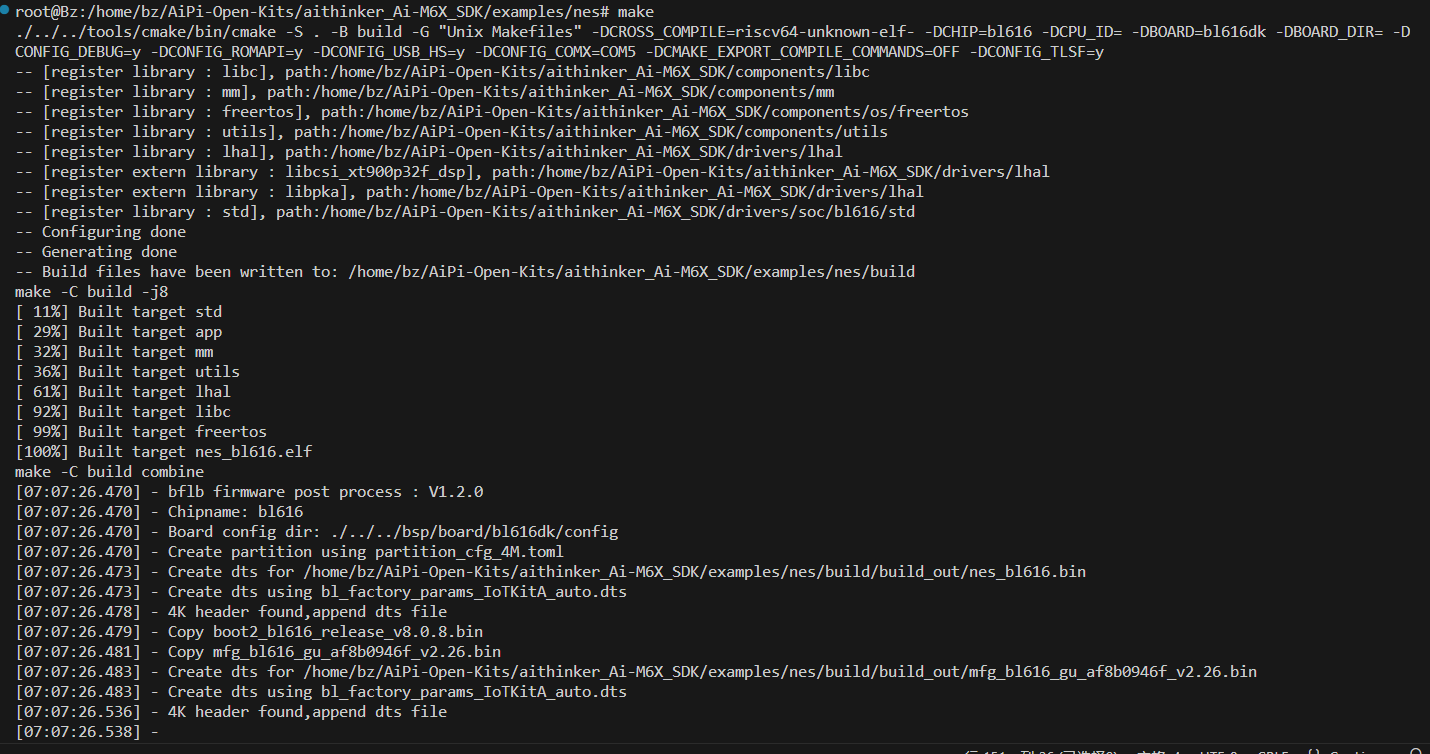 root@Bz:/home/bz/AiPi-Open-Kits/aithinker_Ai-M6X_SDK/examples/nes# make
./../../tools/cmake/bin/cmake -S . -B build -G "Unix Makefiles" -DCROSS_COMPILE=riscv64-unknown-elf- -DCHIP=bl616 -DCPU_ID= -DBOARD=bl616dk -DBOARD_DIR= -D
CONFIG_DEBUG=y -DCONFIG_ROMAPI=y -DCONFIG_USB_HS=y -DCONFIG_COMX=COM5 -DCMAKE_EXPORT_COMPILE_COMMANDS=OFF -DCONFIG_TLSF=y
-- [register library : libc], path:/home/bz/AiPi-Open-Kits/aithinker_Ai-M6X_SDK/components/libc
-- [register library : mm], path:/home/bz/AiPi-Open-Kits/aithinker_Ai-M6X_SDK/components/mm
-- [register library : freertos], path:/home/bz/AiPi-Open-Kits/aithinker_Ai-M6X_SDK/components/os/freertos
-- [register library : utils], path:/home/bz/AiPi-Open-Kits/aithinker_Ai-M6X_SDK/components/utils
-- [register library : lhal], path:/home/bz/AiPi-Open-Kits/aithinker_Ai-M6X_SDK/drivers/lhal
-- [register extern library : libcsi_xt900p32f_dsp], path:/home/bz/AiPi-Open-Kits/aithinker_Ai-M6X_SDK/drivers/lhal
-- [register extern library : libpka], path:/home/bz/AiPi-Open-Kits/aithinker_Ai-M6X_SDK/drivers/lhal
-- [register library : std], path:/home/bz/AiPi-Open-Kits/aithinker_Ai-M6X_SDK/drivers/soc/bl616/std
-- Configuring done
-- Generating done
-- Build files have been written to: /home/bz/AiPi-Open-Kits/aithinker_Ai-M6X_SDK/examples/nes/build
make -C build -j8
[ 11%] Built target std
[ 29%] Built target app
[ 32%] Built target mm
[ 36%] Built target utils
[ 61%] Built target lhal
[ 92%] Built target libc
[ 99%] Built target freertos
[100%] Built target nes_bl616.elf
make -C build combine
[07:07:26.470] - bflb firmware post process : V1.2.0
[07:07:26.470] - Chipname: bl616
[07:07:26.470] - Board config dir: ./../../bsp/board/bl616dk/config
[07:07:26.470] - Create partition using partition_cfg_4M.toml
[07:07:26.473] - Create dts for /home/bz/AiPi-Open-Kits/aithinker_Ai-M6X_SDK/examples/nes/build/build_out/nes_bl616.bin
[07:07:26.473] - Create dts using bl_factory_params_IoTKitA_auto.dts
[07:07:26.478] - 4K header found,append dts file
[07:07:26.479] - Copy boot2_bl616_release_v8.0.8.bin
[07:07:26.481] - Copy mfg_bl616_gu_af8b0946f_v2.26.bin
[07:07:26.483] - Create dts for /home/bz/AiPi-Open-Kits/aithinker_Ai-M6X_SDK/examples/nes/build/build_out/mfg_bl616_gu_af8b0946f_v2.26.bin
[07:07:26.483] - Create dts using bl_factory_params_IoTKitA_auto.dts
[07:07:26.536] - 4K header found,append dts file
[07:07:26.538] -